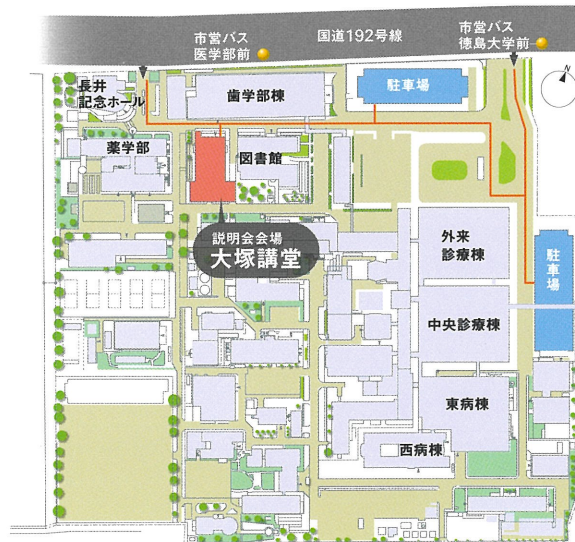 市営バス
医学部前
国道192号線
市営バス
徳島大学前
N
長井
記念ホール
歯学部棟
駐車場
薬学部
図書館
説明会会場
大塚講堂
外来
診療棟
駐車場
中央診療棟
東病棟
西病棟